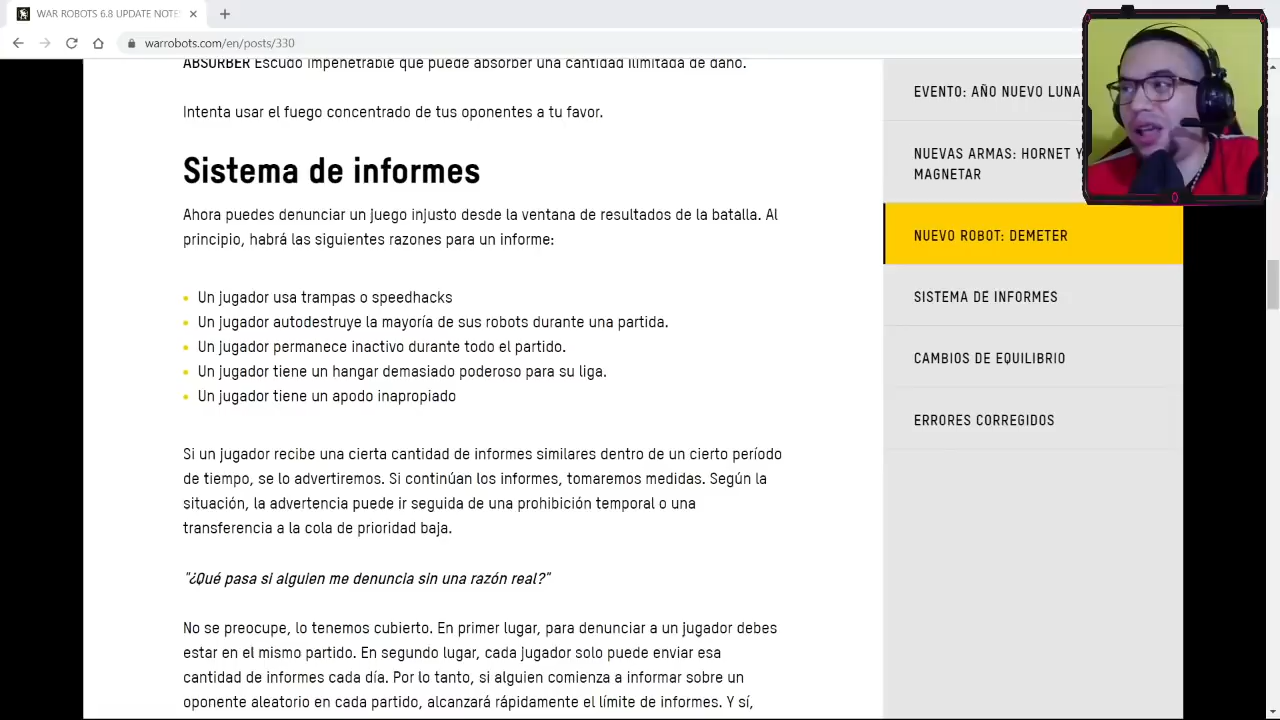 WAR ROBOTS 6.8 UPDATE NOTES
warrobots.com/en/posts/330
ABSORBER Escudo impenetrable que puede absorber una cantidad ilimitada de daño.
Intenta usar el fuego concentrado de tus oponentes a tu favor.
Sistema de informes
Ahora puedes denunciar un juego injusto desde la ventana de resultados de la batalla. Al
principio, habrá las siguientes razones para un informe:
Un jugador usa trampas o speedhacks
Un jugador autodestruye la mayoría de sus robots durante una partida.
Un jugador permanece inactivo durante todo el partido.
Un jugador tiene un hangar demasiado poderoso para su liga.
Un jugador tiene un apodo inapropiado
Si un jugador recibe una cierta cantidad de informes similares dentro de un cierto período
de tiempo, se lo advertiremos. Si continúan los informes, tomaremos medidas. Según la
situación, la advertencia puede ir seguida de una prohibición temporal o una
transferencia a la cola de prioridad baja.
"¿Qué pasa si alguien me denuncia sin una razón real?"
No se preocupe, lo tenemos cubierto. En primer lugar, para denunciar a un jugador debes
estar en el mismo partido. En segundo lugar, cada jugador solo puede enviar esa
cantidad de informes cada día. Por lo tanto, si alguien comienza a informar sobre un
oponente aleatorio en cada partido, alcanzará rápidamente el límite de informes. Y sí,
EVENTO: AÑO NUEVO LUNA
NUEVAS ARMAS: HORNET Y
MAGNETAR
NUEVO ROBOT: DEMETER
SISTEMA DE INFORMES
CAMBIOS DE EQUILIBRIO
ERRORES CORREGIDOS